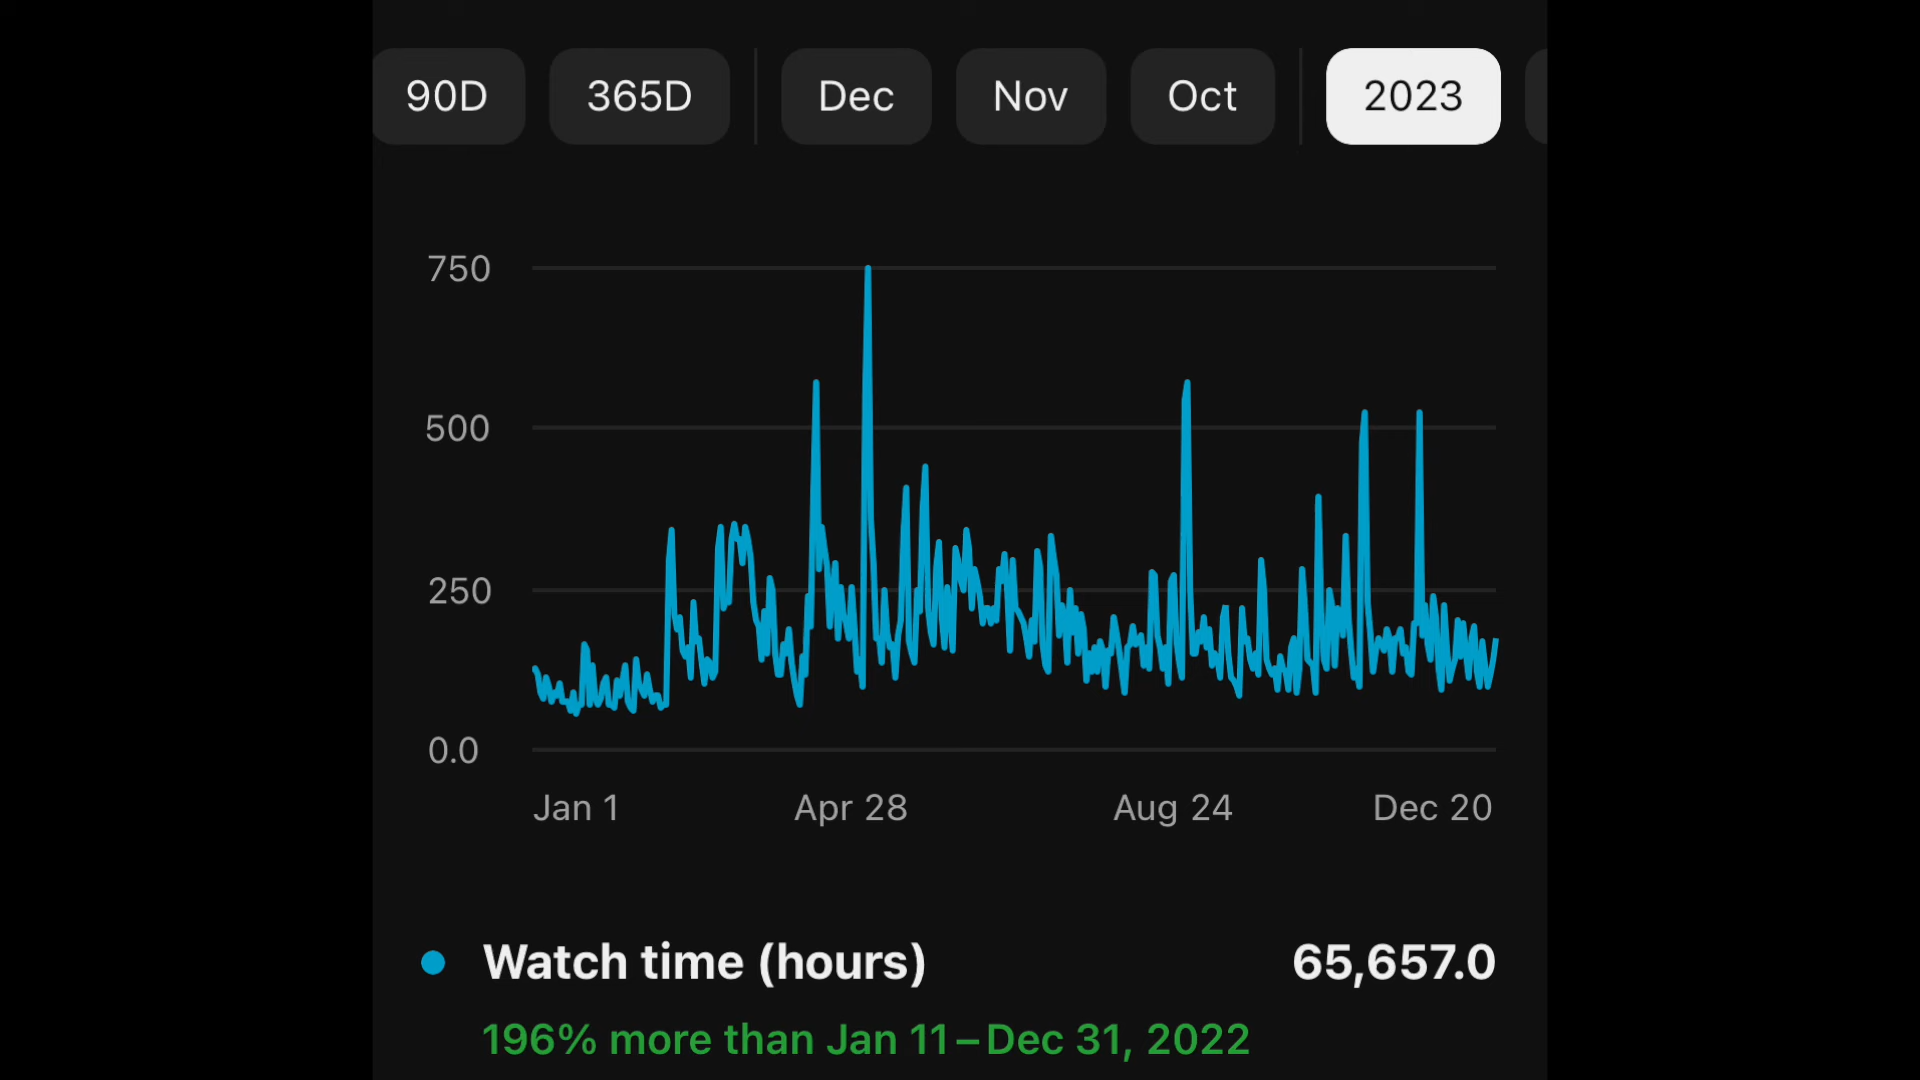 90D 365D Dec Nov Oct 2023
750
500
250
0.0
Jan 1 Apr 28 Aug 24 Dec 20
Watch time (hours) 65,657.0
196% more than Jan 11 – Dec 31, 2022